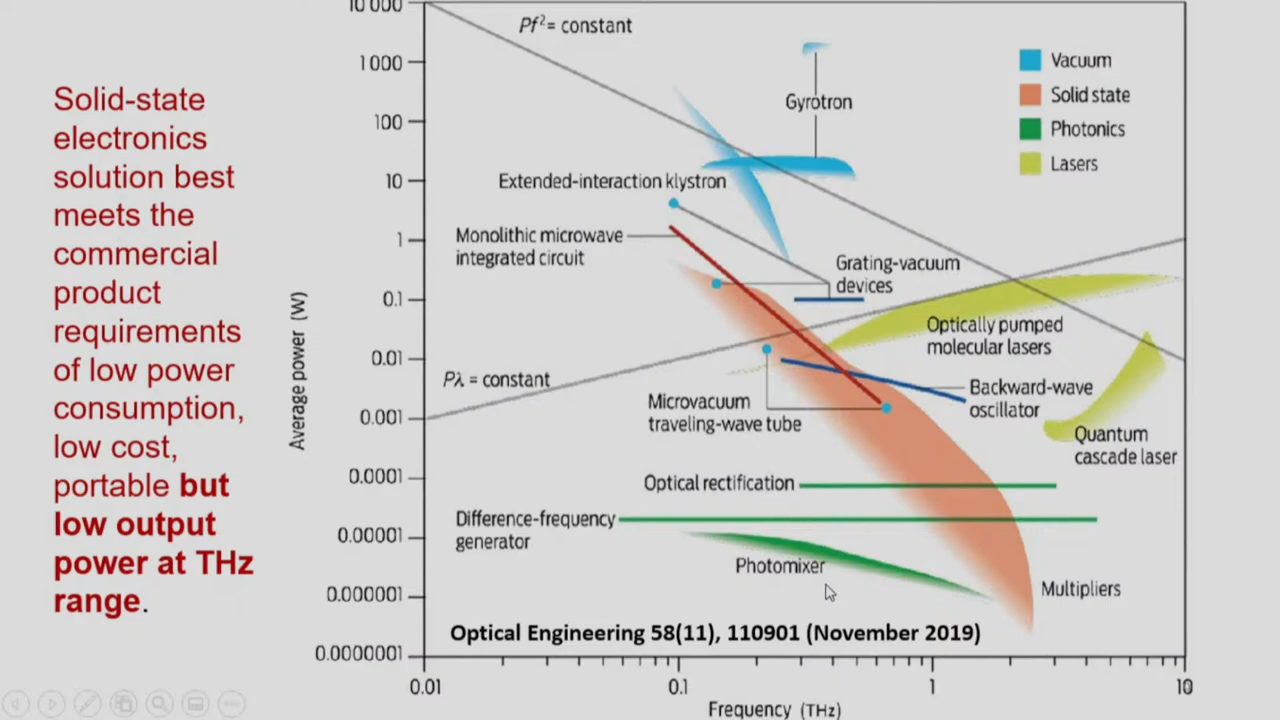 Solid-state
electronics
solution best
meets the
commercial
product
requirements
of low power
consumption,
low cost,
portable but
low output
power at THz
range.
Average power (W)
10 000
1 000
100
10
1
0.1
0.01
0.001
0.0001
0.00001
0.000001
0.0000001
Pf²= constant
Gyrotron
Vacuum
Solid state
Photonics
Lasers
Extended-interaction klystron
Monolithic microwave
integrated circuit
Grating-vacuum
devices
Optically pumped
molecular lasers
Pλ = constant
Backward-wave
oscillator
Microvacuum
traveling-wave tube
Quantum
cascade laser
Optical rectification
Difference-frequency
generator
Photomixer
Multipliers
Optical Engineering 58(11), 110901 (November 2019)
0.01
0.1
1
10
Frequency (THz)